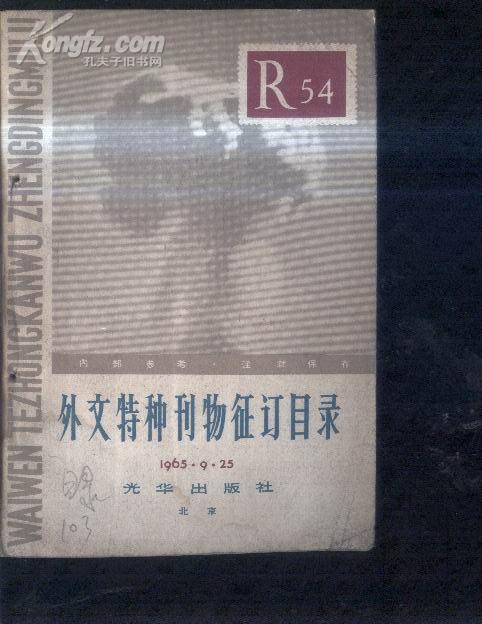 Kongfz.com
孔夫子旧书网
R 54
WAIWEN TEZHONGKANWU ZHENGDINGMULU
内部参考·注意保存
外文特种刊物征订目录
1965·9·25
光华出版社
北京
103